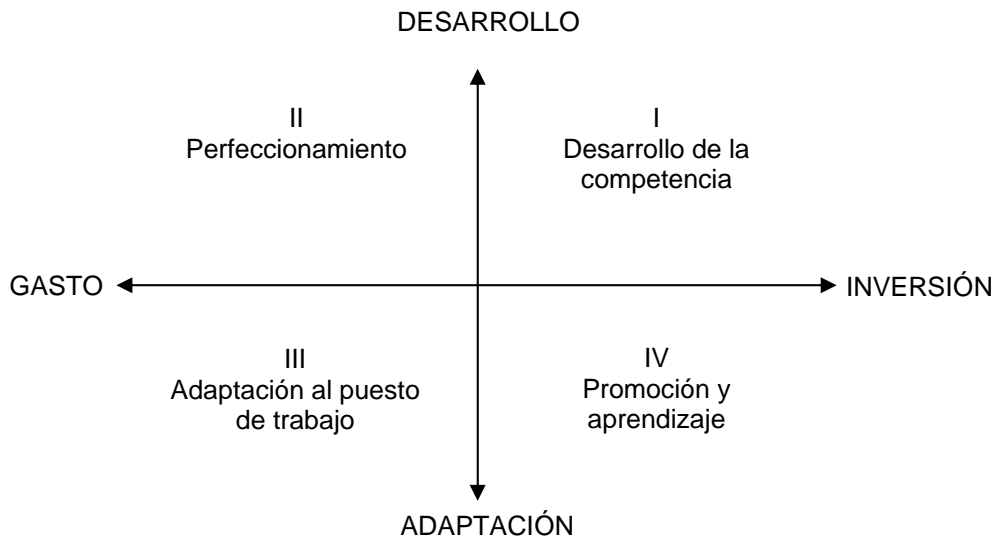 DESARROLLO
II
Perfeccionamiento
I
Desarrollo de la
competencia
GASTO
INVERSIÓN
III
Adaptación al puesto
de trabajo
IV
Promoción y
aprendizaje
ADAPTACIÓN